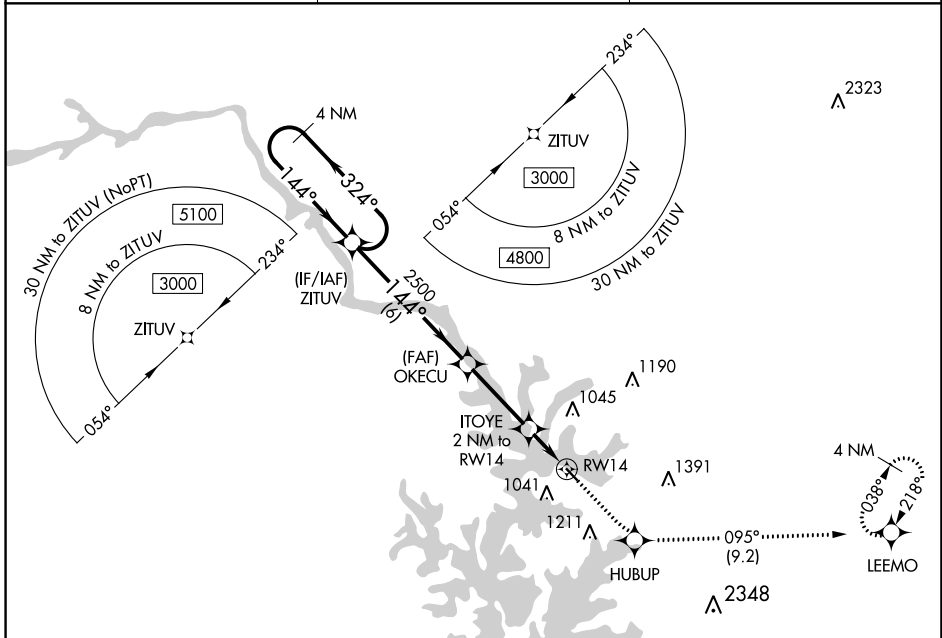 234°
2323
4 NM
ZITUV
3000
144°
324°
30 NM to ZITUV (NoPT)
5100
8 NM to ZITUV
054°
8 NM to ZITUV
30 NM to ZITUV
4800
234°
3000
(IF/IAF)
ZITUV
2500
144°
(6)
ZITUV
054°
(FAF)
OKECU
1190
1045
ITOYE
2 NM to
RW14
RW14
1041
1391
4 NM
038°
218°
1211
095°
(9.2)
HUBUP
LEEMO
2348